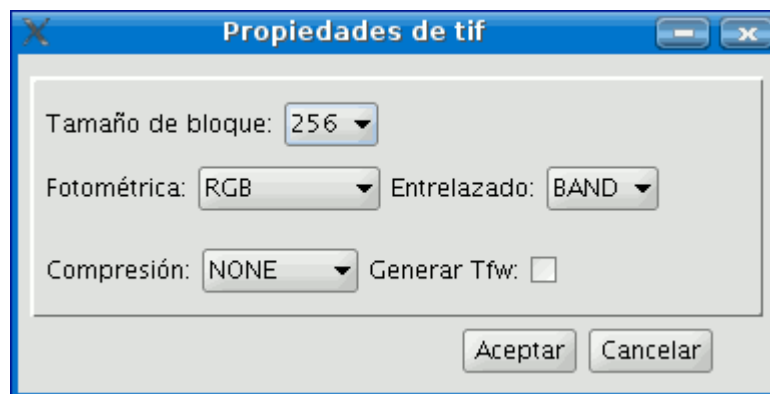 Propiedades de tif
Tamaño de bloque: 256
Fotométrica: RGB Entrelazado: BAND
Compresión: NONE Generar Tfw:
Aceptar Cancelar